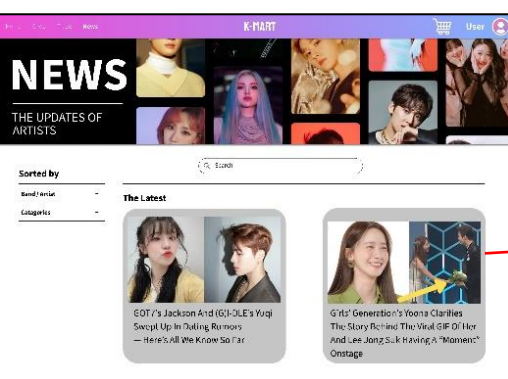 News
K-MART
User
NEWS
THE UPDATES OF
ARTISTS
Search
Sorted by
Band / Artist
Categories
The Latest
GOT7's Jackson And (G)I-DLE's Yuqi
Swept Up In Dating Rumors
— Here's All We Know So Far
Girls' Generation's Yoona Clarifies
The Story Behind The Viral GIF Of Her
And Lee Jong Suk Having A "Moment"
Onstage